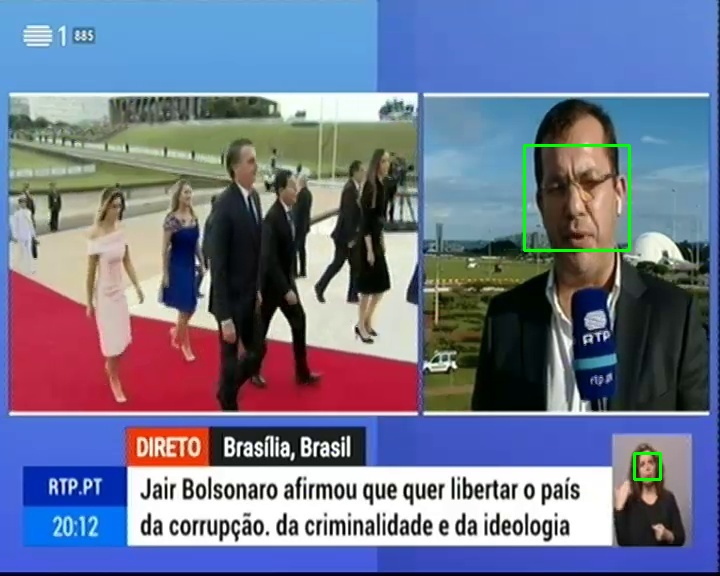 1 885
RTP
rtp.pt
DIRETO Brasília, Brasil
RTP.PT
Jair Bolsonaro afirmou que quer libertar o país
20:12
da corrupção. da criminalidade e da ideologia